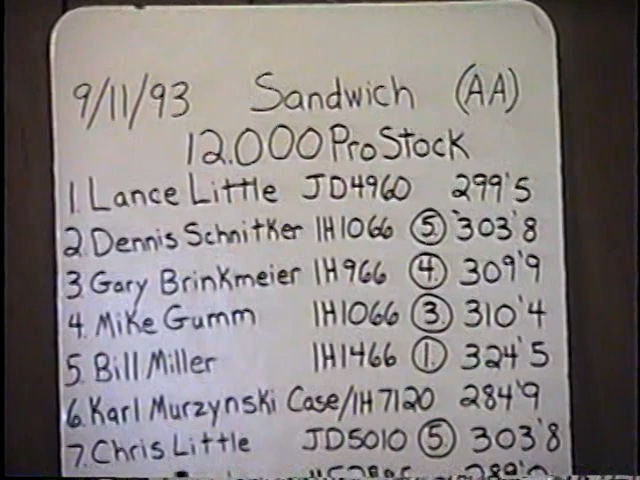 9/11/93 Sandwich (AA)
12.000 Pro Stock
1. Lance Little JD4960 299'5
2. Dennis Schnitker IH1066 5. 303'8
3. Gary Brinkmeier IH966 4. 309'9
4. Mike Gumm IH1066 3. 310'4
5. Bill Miller IH1466 1. 324'5
6. Karl Murzynski Case/IH7120 284'9
7. Chris Little JD5010 5 303'8